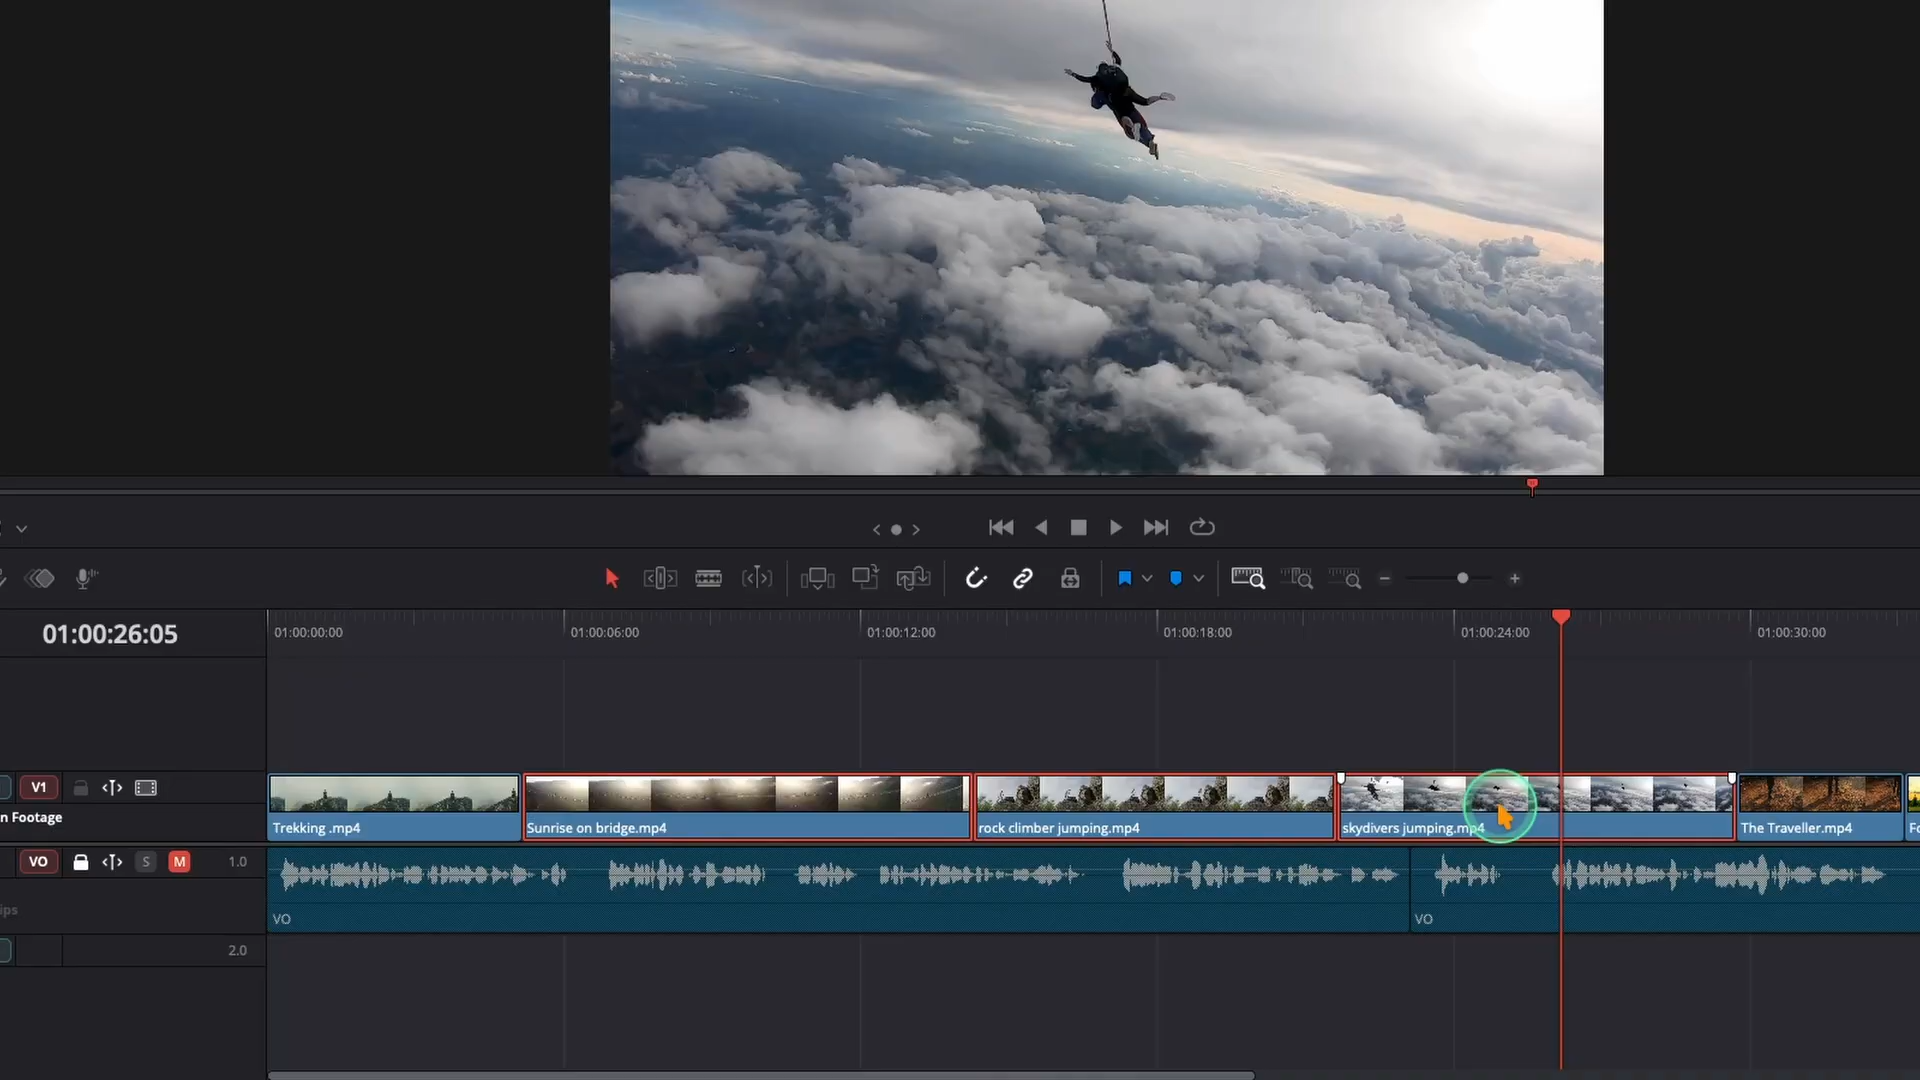 01:00:26:05
01:00:00:00
01:00:06:00
01:00:12:00
01:00:18:00
01:00:24:00
01:00:30:00
V1
n Footage
Trekking .mp4
Sunrise on bridge.mp4
rock climber jumping.mp4
skydivers jumping.mp4
The Traveller.mp4
Fo
VO
S
M
1.0
ips
VO
VO
2.0